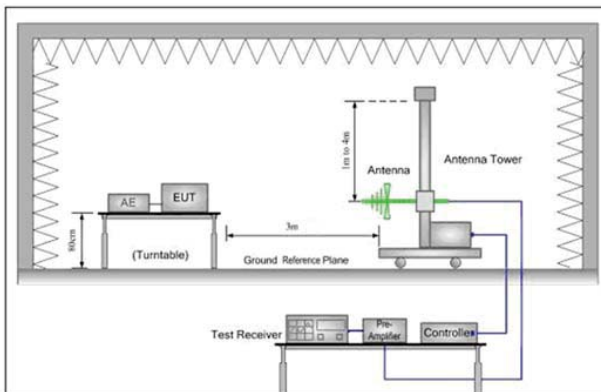 1m to 4m
Antenna
Antenna Tower
AE
EUT
80cm
(Turntable)
3m
Ground Reference Plane
Test Receiver
Pre-
Amplifier
Controller